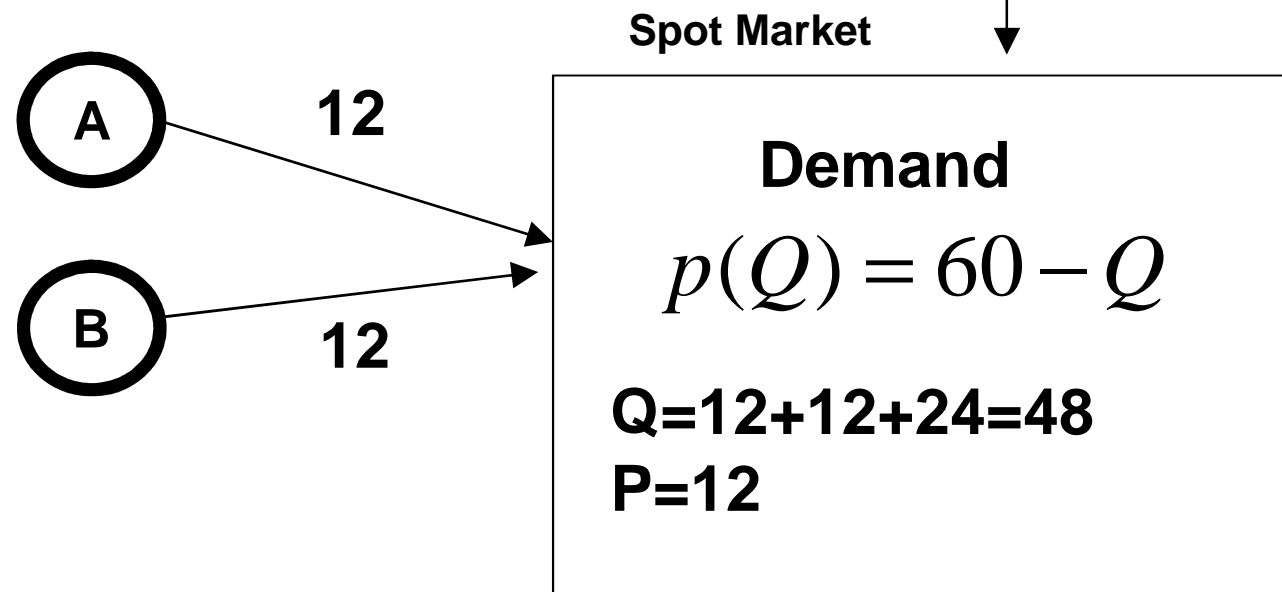 Spot Market
A
12
Demand
p(Q) = 60 – Q
B
12
Q=12+12+24=48
P=12